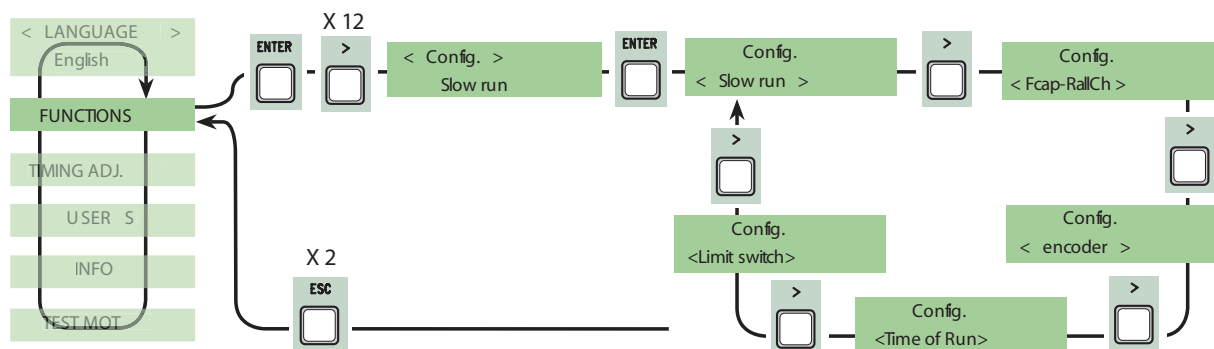 < LANGUAGE >
English
FUNCTIONS
TIMING ADJ.
USER S
INFO
TEST MOT
X 12
ENTER
>
< Config. >
Slow run
ENTER
Config.
< Slow run >
>
Config.
< Fcap-RallCh >
>
Config.
< encoder >
>
Config.
<Time of Run>
>
Config.
<Limit switch>
>
X 2
ESC